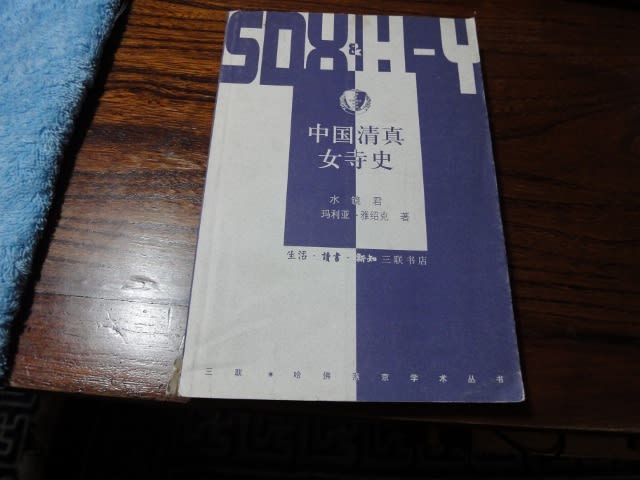 SDX & H-Y
中国清真
女寺史
水镜君
玛利亚·雅绍克 著
生活·讀書·新知三联书店
三联·哈佛燕京学术丛书